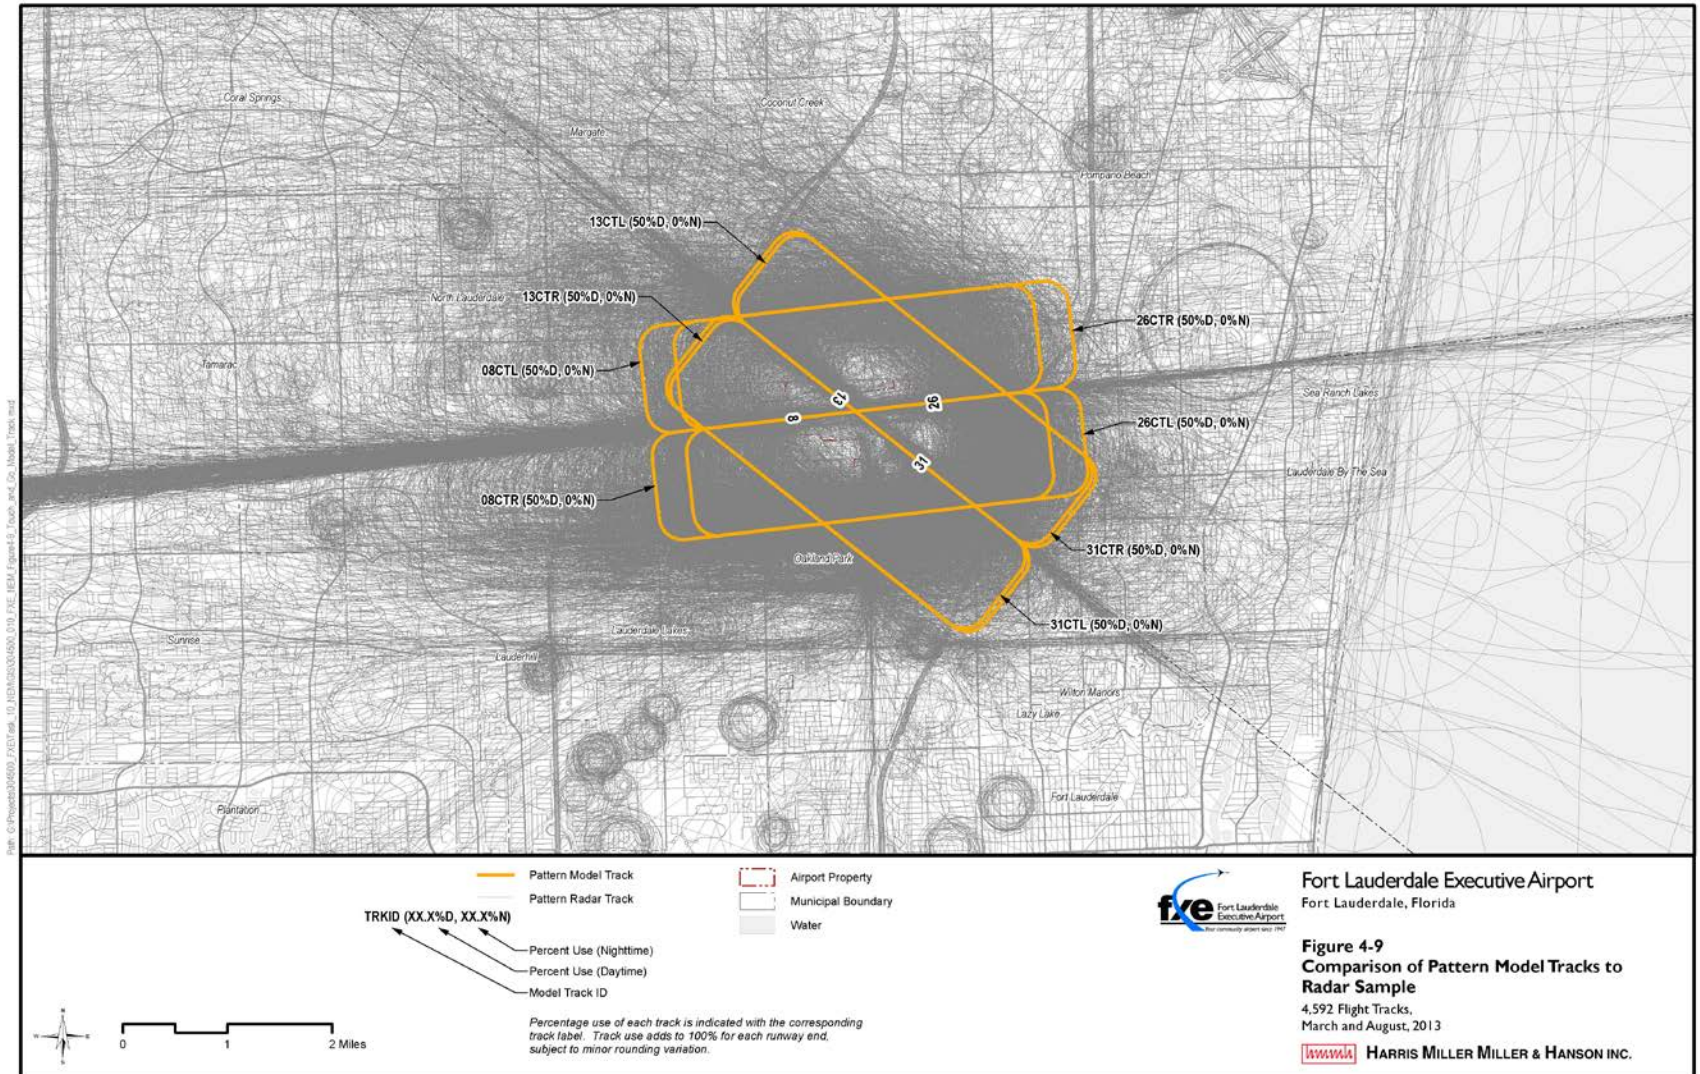 Coral Springs
Coconut Creek
Margate
Pompano Beach
13CTL (50%D, 0%N)
North Lauderdale
13CTR (50%D, 0%N)
26CTR (50%D, 0%N)
Tamarac
08CTL (50%D, 0%N)
Sea Ranch Lakes
13
26
8
26CTL (50%D, 0%N)
31
Lauderdale By The Sea
08CTR (50%D, 0%N)
Oakland Park
31CTR (50%D, 0%N)
31CTL (50%D, 0%N)
Lauderdale Lakes
Sunrise
Lauderhill
Wilton Manors
Lazy Lake
Plantation
Fort Lauderdale
Pattern Model Track
Pattern Radar Track
TRKID (XX.X%D, XX.X%N)
Percent Use (Nighttime)
Percent Use (Daytime)
Model Track ID
Airport Property
Municipal Boundary
Water
Percentage use of each track is indicated with the corresponding
track label. Track use adds to 100% for each runway end,
subject to minor rounding variation.
N
W E
S
0 1 2 Miles
fxe Fort Lauderdale
Executive Airport
Your community airport since 1947
Fort Lauderdale Executive Airport
Fort Lauderdale, Florida
Figure 4-9
Comparison of Pattern Model Tracks to
Radar Sample
4,592 Flight Tracks,
March and August, 2013
HARRIS MILLER MILLER & HANSON INC.